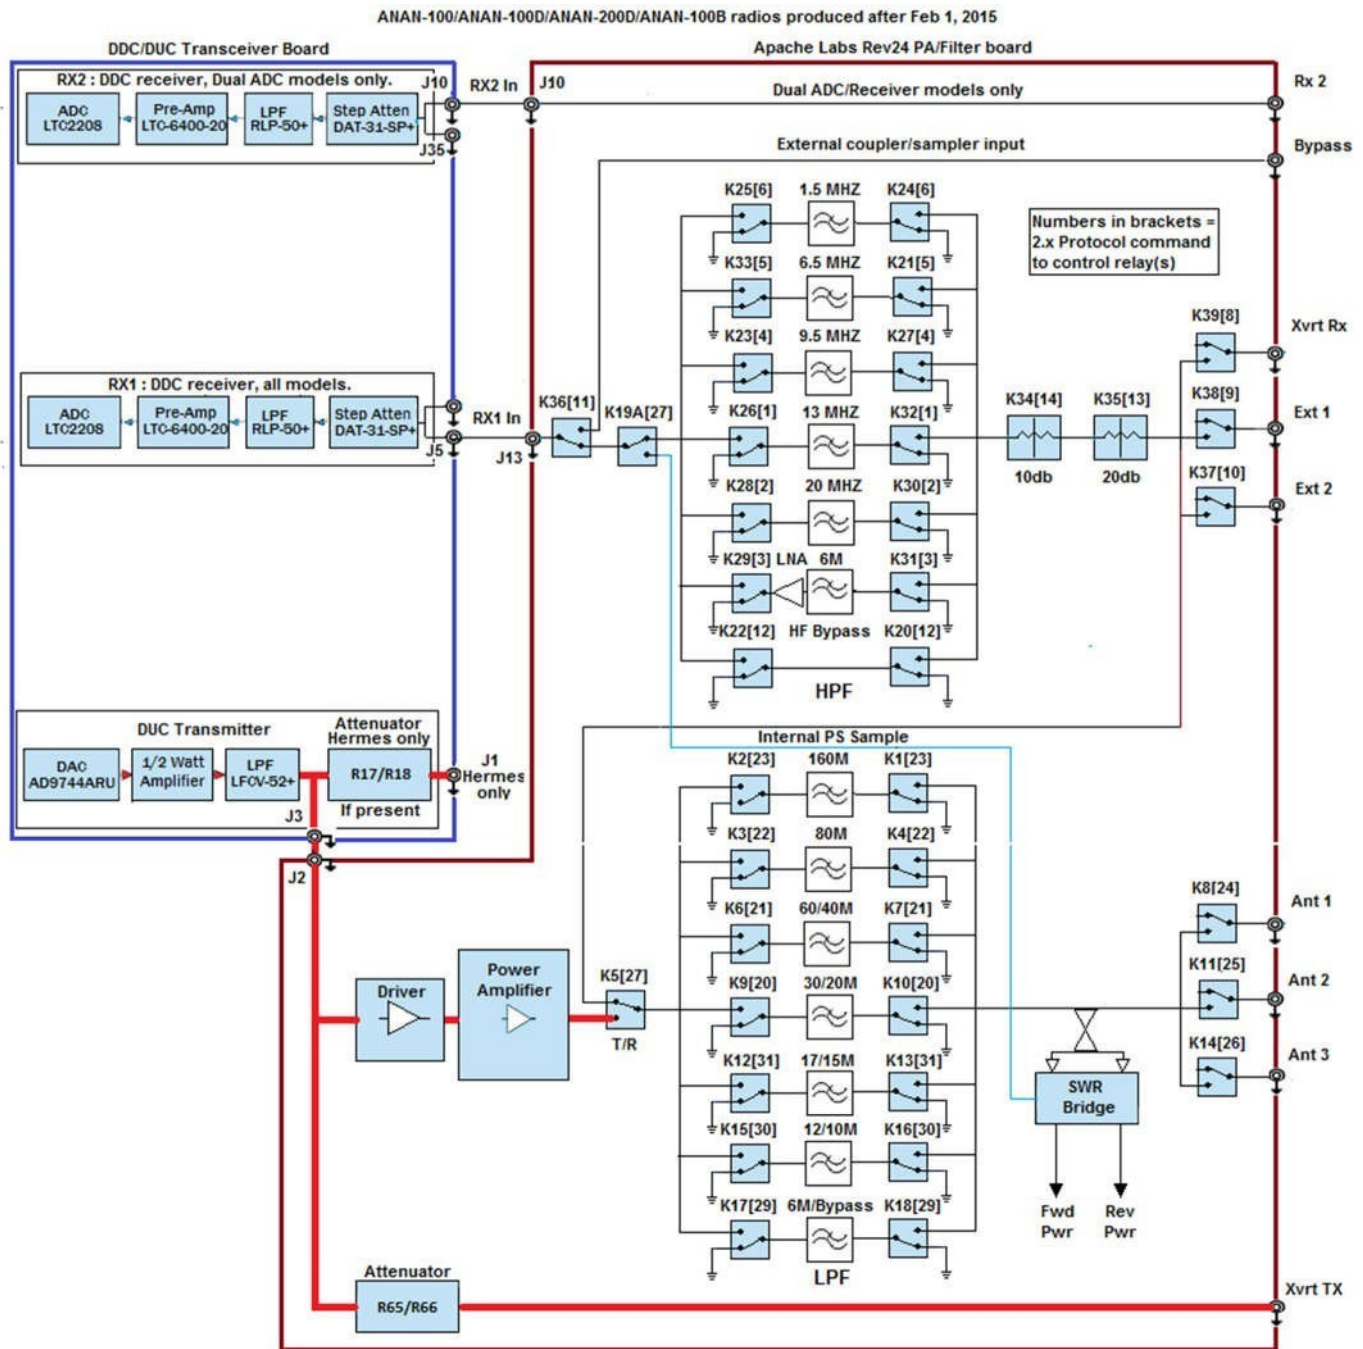 ANAN-100/ANAN-100D/ANAN-200D/ANAN-100B radios produced after Feb 1, 2015
DDC/DUC Transceiver Board
Apache Labs Rev24 PA/Filter board
RX2 : DDC receiver, Dual ADC models only.
J10
RX2 In
J10
Dual ADC/Receiver models only
Rx 2
ADC
LTC2208
Pre-Amp
LTC-6400-20
LPF
RLP-50+
Step Atten
DAT-31-SP+
J35
External coupler/sampler input
Bypass
K25[6]
1.5 MHZ
K24[6]
Numbers in brackets =
2.x Protocol command
to control relay(s)
K33[5]
6.5 MHZ
K21[5]
K23[4]
9.5 MHZ
K27[4]
K39[8]
Xvrt Rx
RX1 : DDC receiver, all models.
ADC
LTC2208
Pre-Amp
LTC-6400-20
LPF
RLP-50+
Step Atten
DAT-31-SP+
J5
RX1 In
J13
K36[11]
K19A[27]
K26[1]
13 MHZ
K32[1]
K34[14]
10db
K35[13]
20db
K38[9]
Ext 1
K28[2]
20 MHZ
K30[2]
K37[10]
Ext 2
K29[3]
LNA
6M
K31[3]
K22[12]
HF Bypass
K20[12]
HPF
DUC Transmitter
Attenuator
Hermes only
DAC
AD9744ARU
1/2 Watt
Amplifier
LPF
LFCV-52+
R17/R18
If present
J1
Hermes
only
J3
J2
Internal PS Sample
K2[23]
160M
K1[23]
K3[22]
80M
K4[22]
K6[21]
60/40M
K7[21]
K8[24]
Ant 1
Driver
Power
Amplifier
K5[27]
T/R
K9[20]
30/20M
K10[20]
K11[25]
Ant 2
K12[31]
17/15M
K13[31]
K14[26]
Ant 3
SWR
Bridge
K15[30]
12/10M
K16[30]
K17[29]
6M/Bypass
K18[29]
Fwd
Pwr
Rev
Pwr
LPF
Attenuator
R65/R66
Xvrt TX